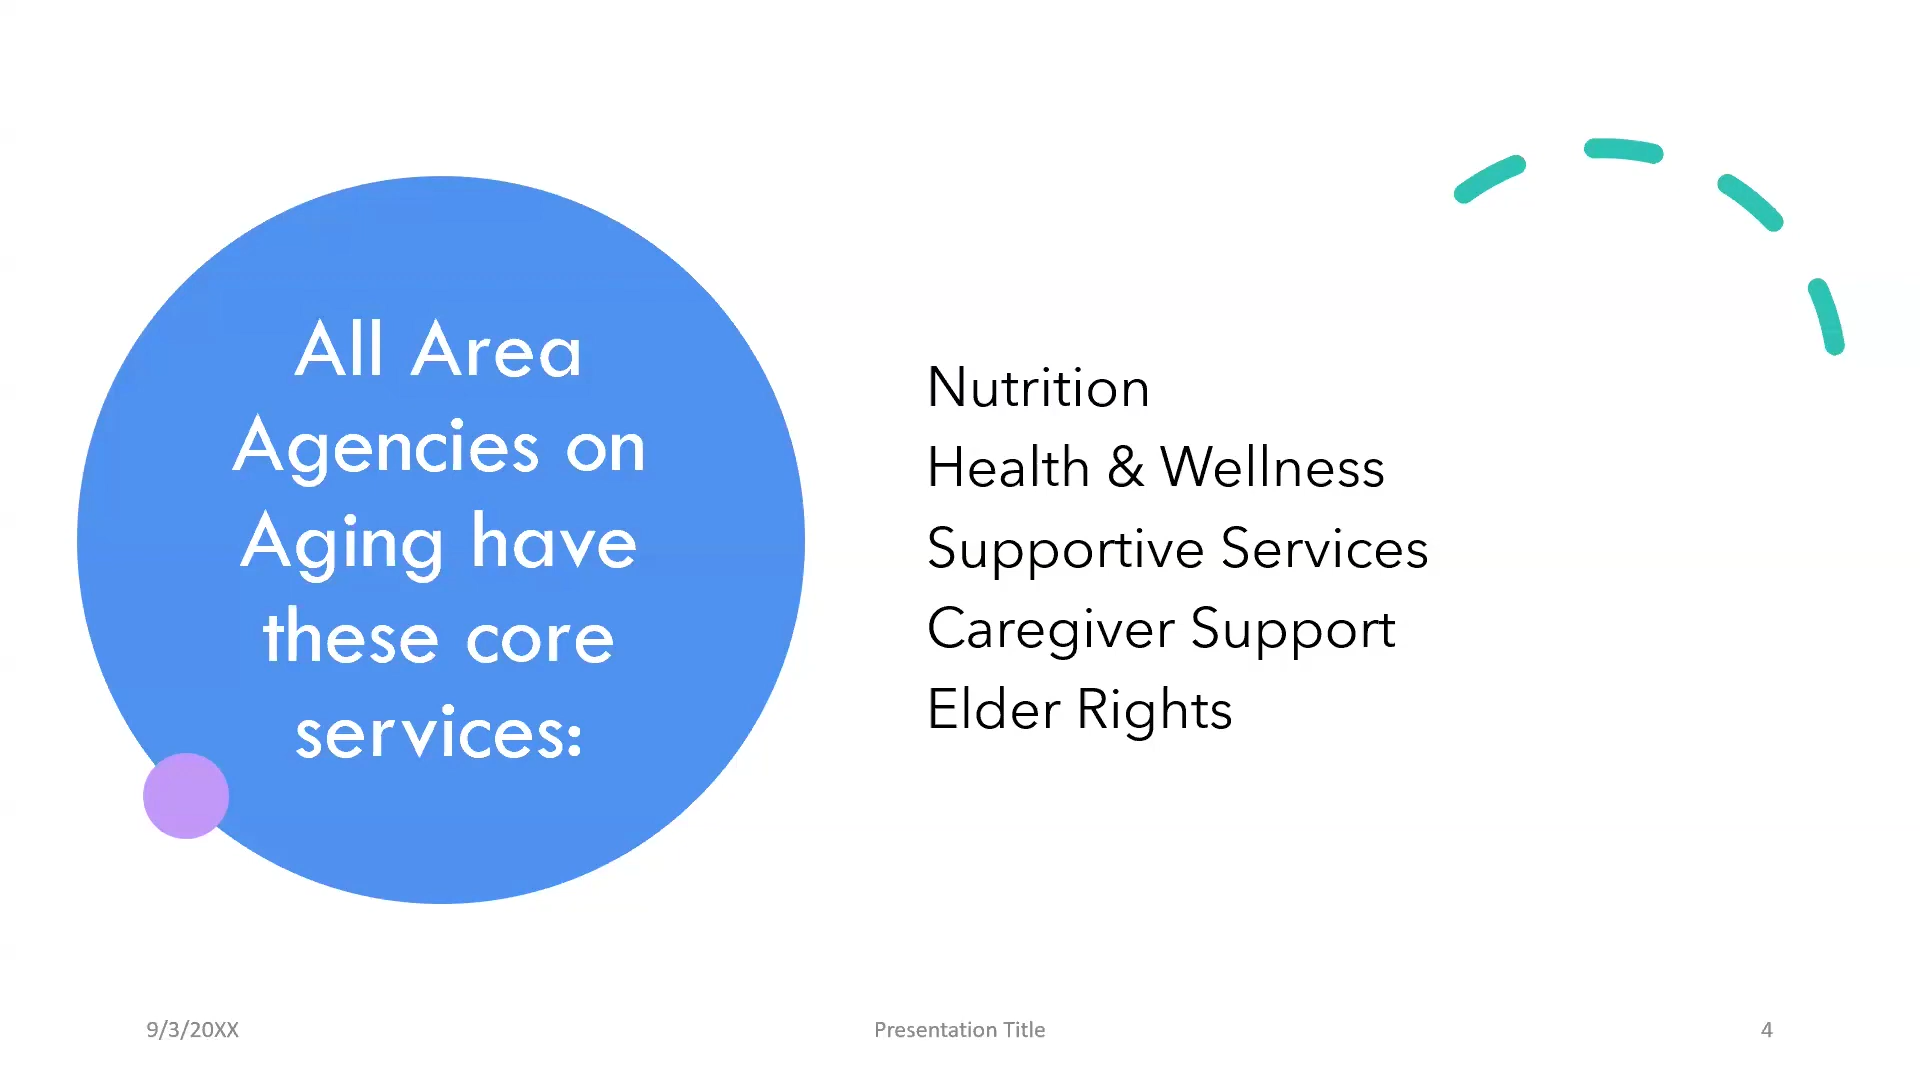 All Area
Agencies on
Aging have
these core
services:
Nutrition
Health & Wellness
Supportive Services
Caregiver Support
Elder Rights
9/3/20XX
Presentation Title
4